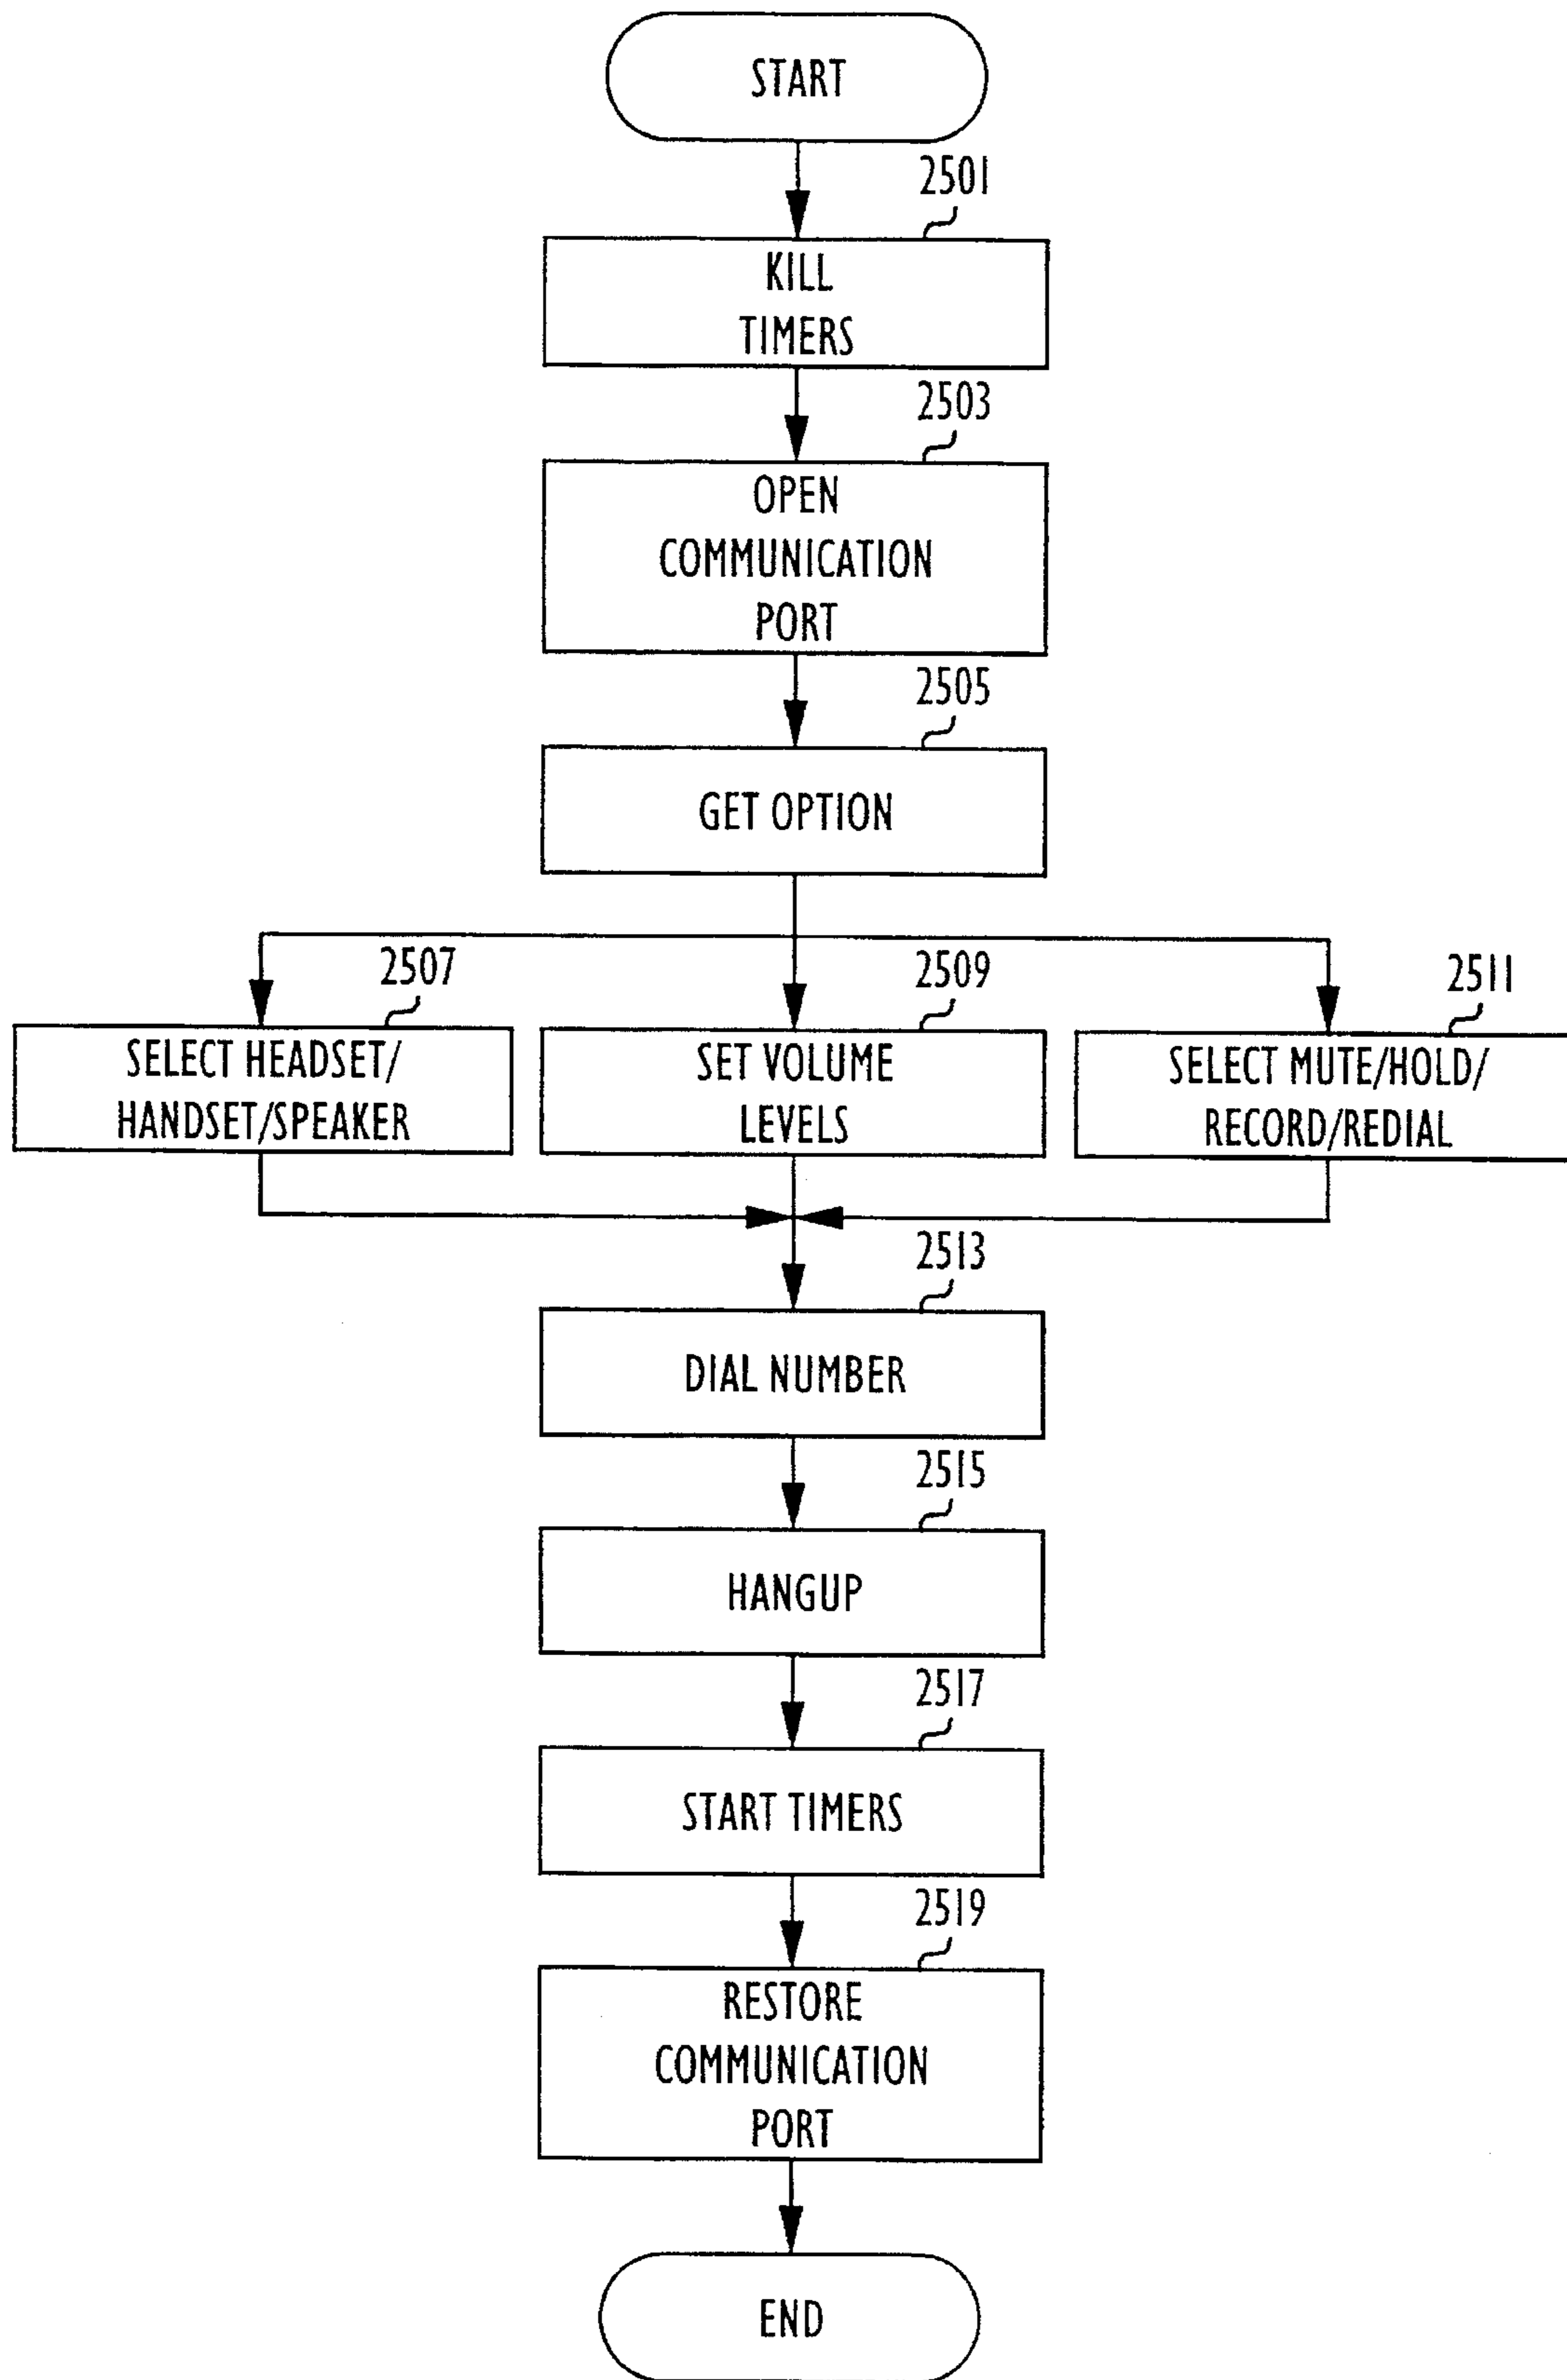 START
2501
KILL
TIMERS
2503
OPEN
COMMUNICATION
PORT
2505
GET OPTION
2507
SELECT HEADSET/
HANDSET/SPEAKER
2509
SET VOLUME
LEVELS
2511
SELECT MUTE/HOLD/
RECORD/REDIAL
2513
DIAL NUMBER
2515
HANGUP
2517
START TIMERS
2519
RESTORE
COMMUNICATION
PORT
END